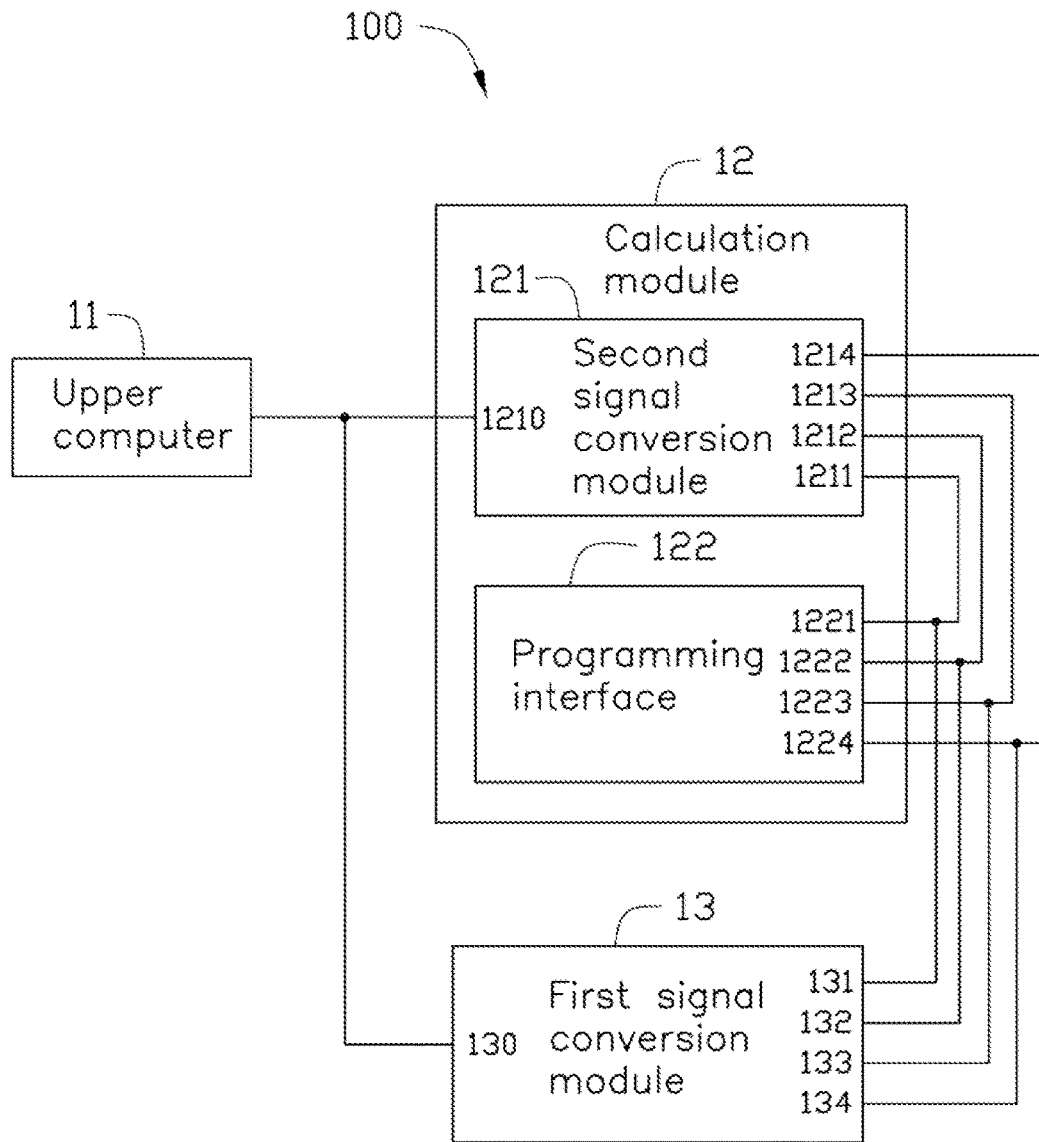 100
12
Calculation
module
121
11
Upper
computer
Second
signal
conversion
module
1210
1214
1213
1212
1211
122
Programming
interface
1221
1222
1223
1224
13
First signal
conversion
module
130
131
132
133
134